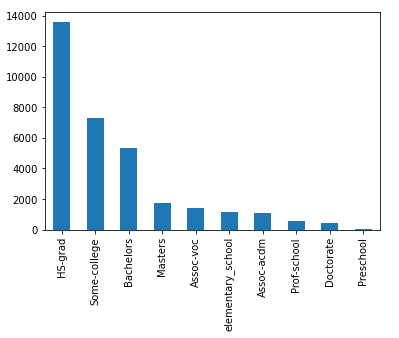 14000
12000
10000
8000
6000
4000
2000
0
HS-grad
Some-college
Bachelors
Masters
Assoc-voc
elementary_school
Assoc-acdm
Prof-school
Doctorate
Preschool